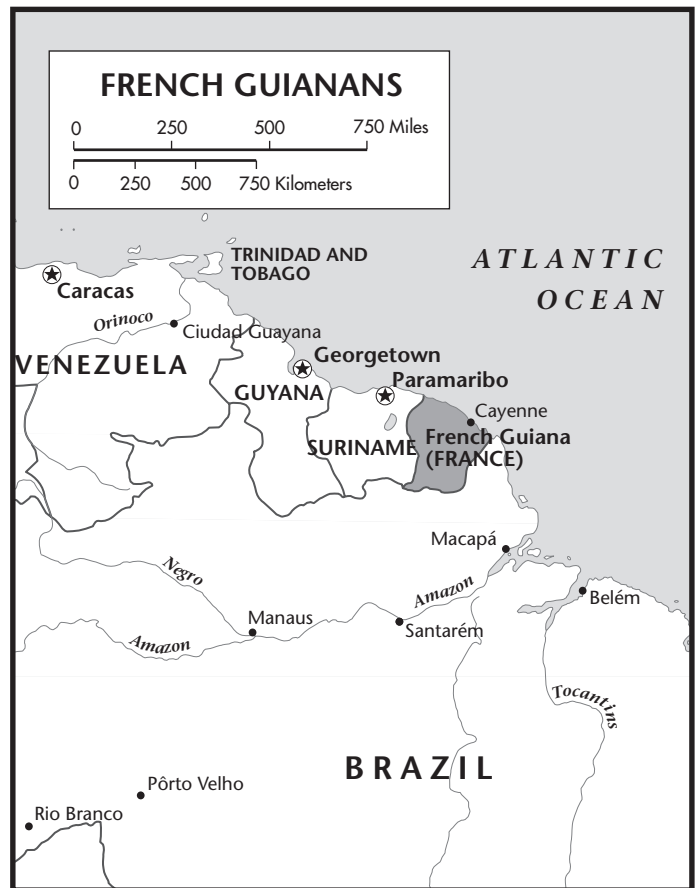 FRENCH GUIANANS
0 250 500 750 Miles
0 250 500 750 Kilometers
TRINIDAD AND
TOBAGO
ATLANTIC
OCEAN
Caracas
Orinoco
Ciudad Guayana
VENEZUELA
Georgetown
GUYANA
Paramaribo
Cayenne
SURINAME
French Guiana
(FRANCE)
Macapá
Negro
Amazon
Belém
Manaus
Santarém
Amazon
Tocantins
BRAZIL
Pôrto Velho
Rio Branco